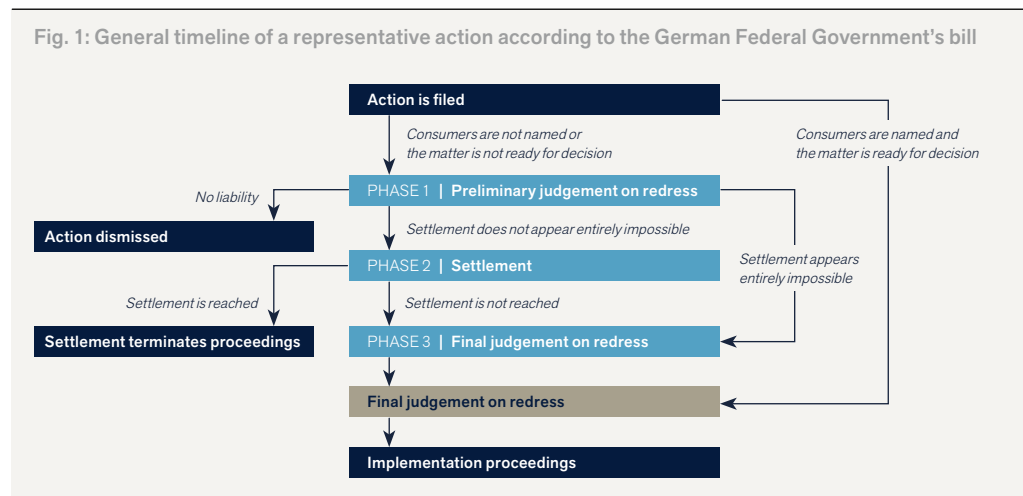 Fig. 1: General timeline of a representative action according to the German Federal Government's bill
Action is filed
Consumers are not named or
the matter is not ready for decision
Consumers are named and
the matter is ready for decision
PHASE 1 | Preliminary judgement on redress
No liability
Action dismissed
Settlement does not appear entirely impossible
Settlement appears
entirely impossible
PHASE 2 | Settlement
Settlement is reached
Settlement is not reached
Settlement terminates proceedings
PHASE 3 | Final judgement on redress
Final judgement on redress
Implementation proceedings